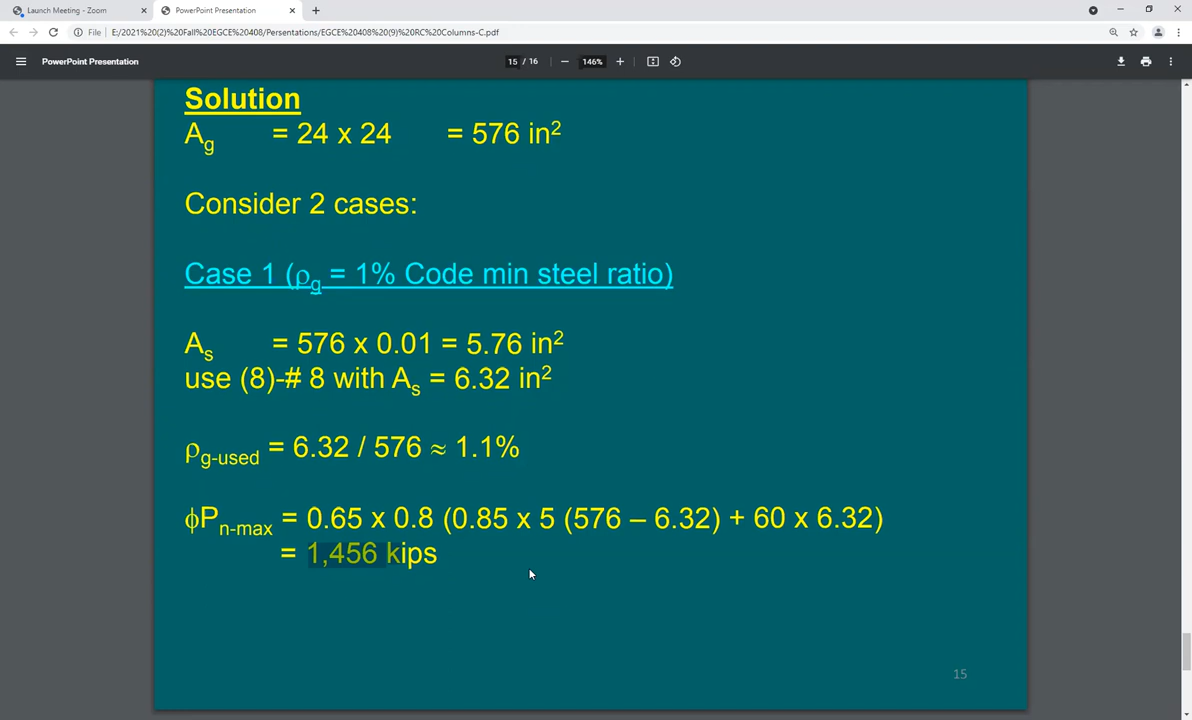 Launch Meeting - Zoom
PowerPoint Presentation
File E:/2021%20(2)%20Fall%20EGCE%20408/Persentations/EGCE%20408%20(9)%20RC%20Columns-C.pdf
PowerPoint Presentation
15 / 16
146%
Solution
Ag = 24 x 24 = 576 in²
Consider 2 cases:
Case 1 (ρg = 1% Code min steel ratio)
As = 576 x 0.01 = 5.76 in²
use (8)-# 8 with As = 6.32 in²
ρg-used = 6.32 / 576 ≈ 1.1%
ϕPn-max = 0.65 x 0.8 (0.85 x 5 (576 – 6.32) + 60 x 6.32)
= 1,456 kips
15